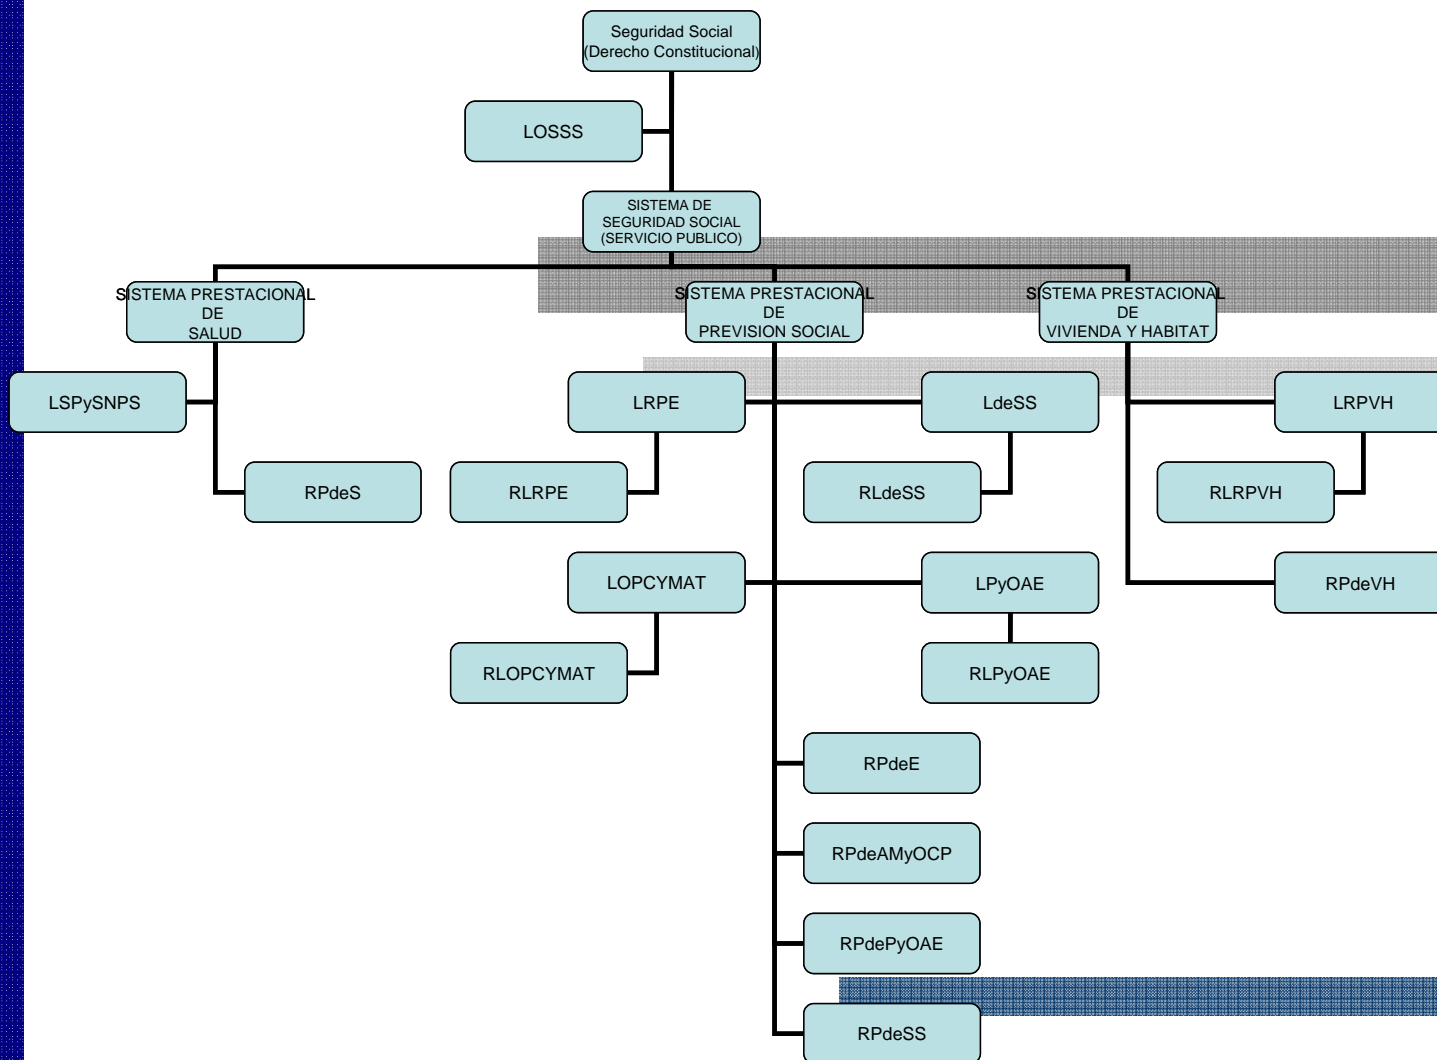 Seguridad Social
(Derecho Constitucional)
LOSSS
SISTEMA DE
SEGURIDAD SOCIAL
(SERVICIO PUBLICO)
SISTEMA PRESTACIONAL
DE
SALUD
SISTEMA PRESTACIONAL
DE
PREVISION SOCIAL
SISTEMA PRESTACIONAL
DE
VIVIENDA Y HABITAT
LSPySNPS
LRPE
LdeSS
LRPVH
RPdeS
RLRPE
RLdeSS
RLRPVH
LOPCYMAT
LPyOAE
RPdeVH
RLOPCYMAT
RLPyOAE
RPdeE
RPdeAMyOCP
RPdePyOAE
RPdeSS